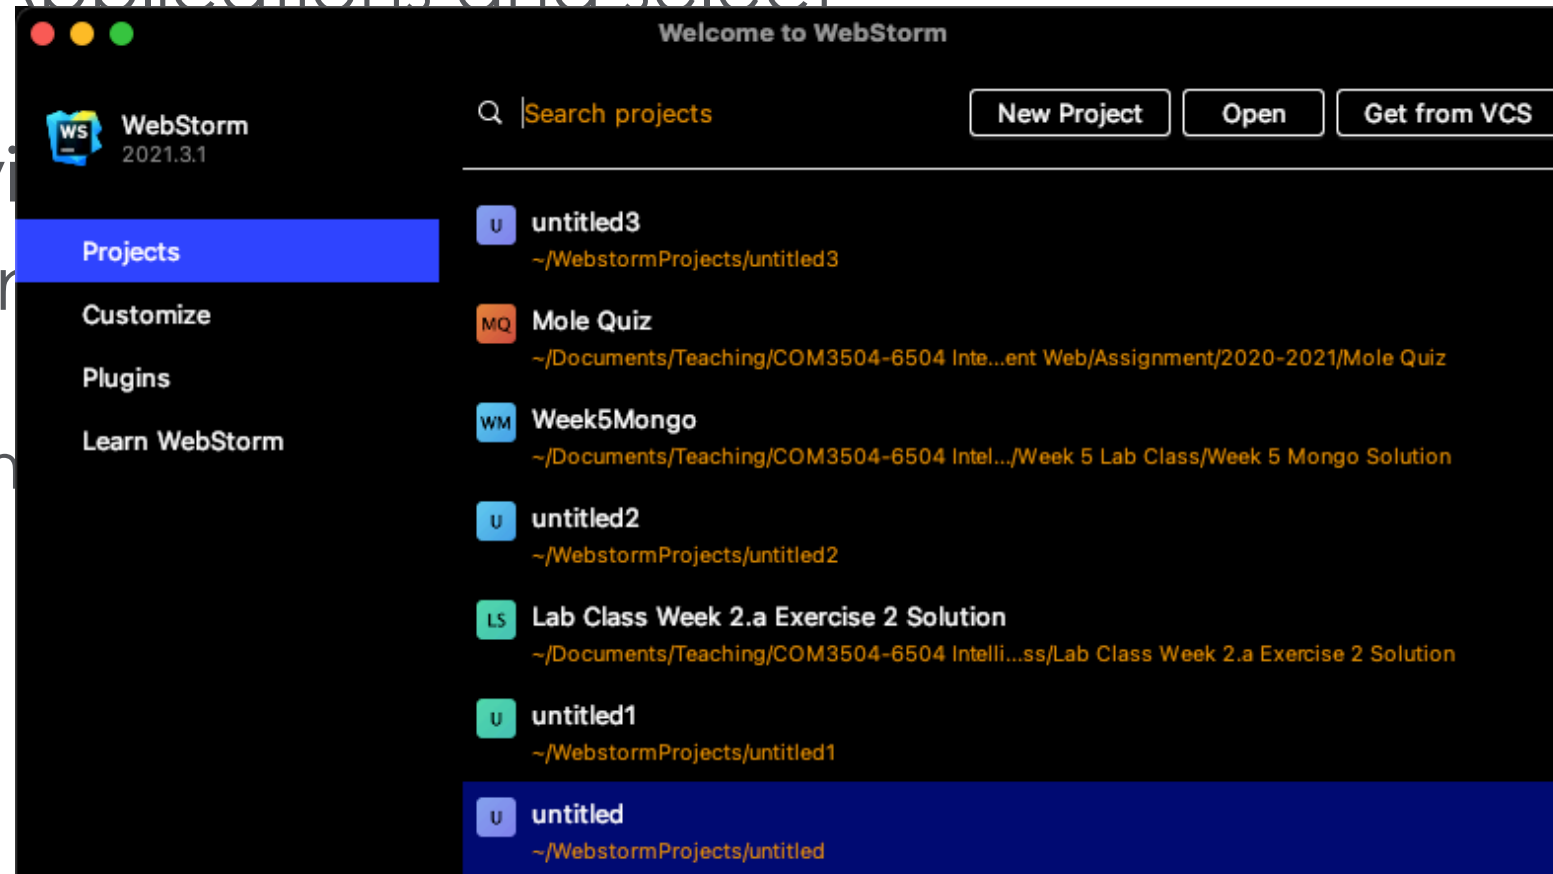 Applications and select
Welcome to WebStorm
WS
WebStorm
2021.3.1
Search projects
New Project
Open
Get from VCS
Projects
Customize
Plugins
Learn WebStorm
U
untitled3
~/WebstormProjects/untitled3
MQ
Mole Quiz
~/Documents/Teaching/COM3504-6504 Inte...ent Web/Assignment/2020-2021/Mole Quiz
WM
Week5Mongo
~/Documents/Teaching/COM3504-6504 Intel.../Week 5 Lab Class/Week 5 Mongo Solution
U
untitled2
~/WebstormProjects/untitled2
LS
Lab Class Week 2.a Exercise 2 Solution
~/Documents/Teaching/COM3504-6504 Intelli...ss/Lab Class Week 2.a Exercise 2 Solution
U
untitled1
~/WebstormProjects/untitled1
U
untitled
~/WebstormProjects/untitled